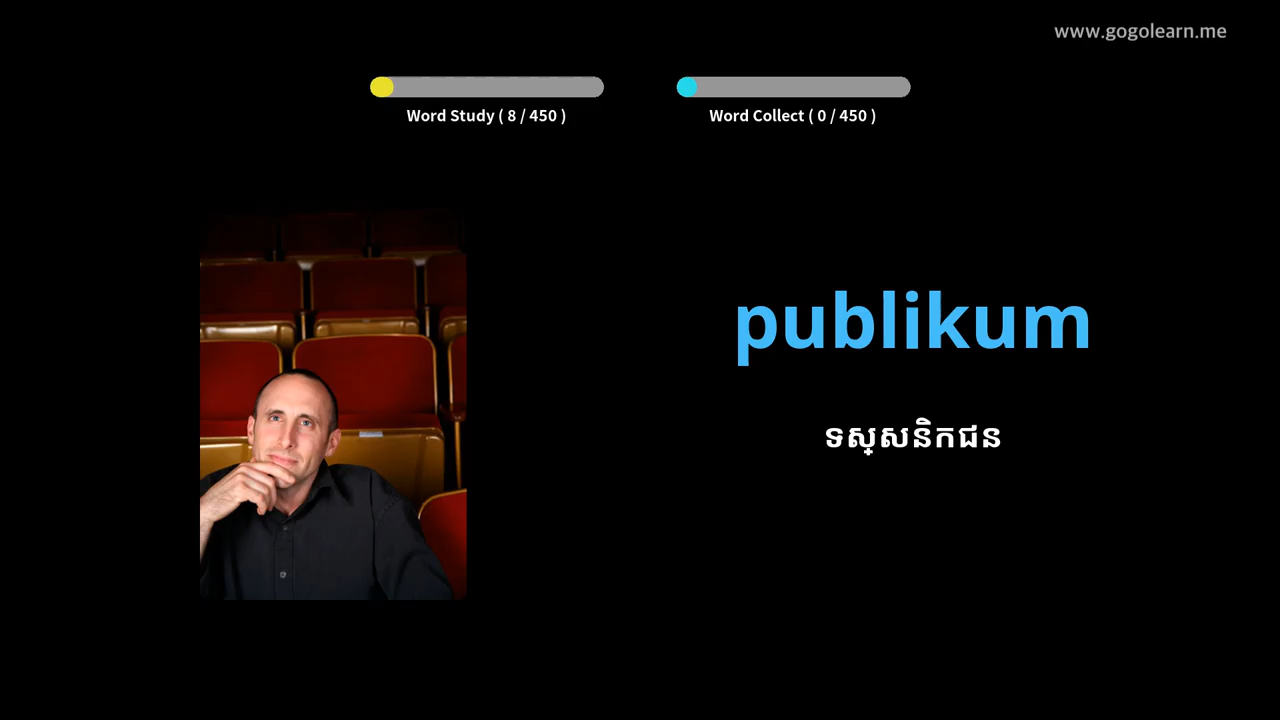 www.gogolearn.me
Word Study ( 8 / 450 )
Word Collect ( 0 / 450 )
publikum
ទស្សនិកជន